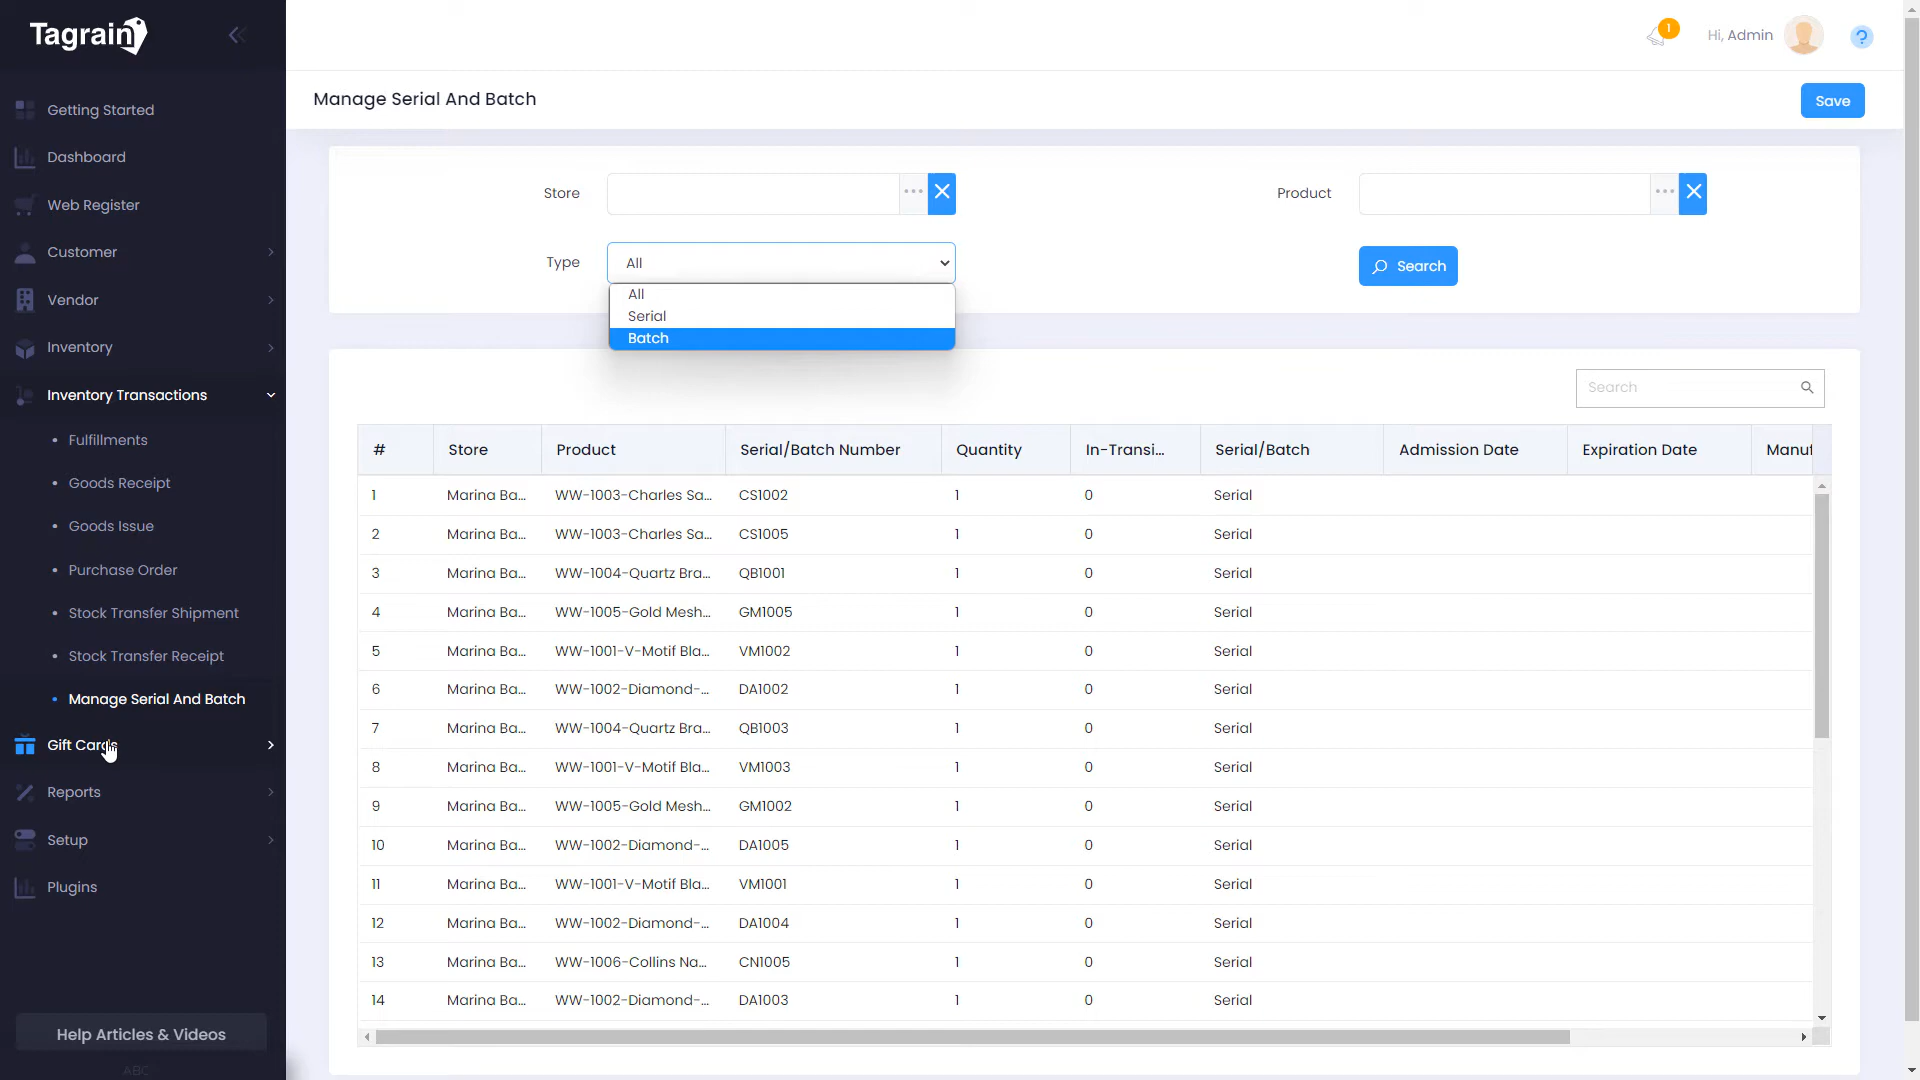 Tagrain
1
Hi, Admin
?
Getting Started
Dashboard
Web Register
Customer
Vendor
Inventory
Inventory Transactions
Fulfillments
Goods Receipt
Goods Issue
Purchase Order
Stock Transfer Shipment
Stock Transfer Receipt
Manage Serial And Batch
Gift Cards
Reports
Setup
Plugins
Help Articles & Videos
ABC
Manage Serial And Batch
Save
Store
Product
Type
All
Search
All
Serial
Batch
Search
# Store Product Serial/Batch Number Quantity In-Transi... Serial/Batch Admission Date Expiration Date Manuf
1 Marina Ba... WW-1003-Charles Sa... CS1002 1 0 Serial
2 Marina Ba... WW-1003-Charles Sa... CS1005 1 0 Serial
3 Marina Ba... WW-1004-Quartz Bra... QB1001 1 0 Serial
4 Marina Ba... WW-1005-Gold Mesh... GM1005 1 0 Serial
5 Marina Ba... WW-1001-V-Motif Bla... VM1002 1 0 Serial
6 Marina Ba... WW-1002-Diamond-... DA1002 1 0 Serial
7 Marina Ba... WW-1004-Quartz Bra... QB1003 1 0 Serial
8 Marina Ba... WW-1001-V-Motif Bla... VM1003 1 0 Serial
9 Marina Ba... WW-1005-Gold Mesh... GM1002 1 0 Serial
10 Marina Ba... WW-1002-Diamond-... DA1005 1 0 Serial
11 Marina Ba... WW-1001-V-Motif Bla... VM1001 1 0 Serial
12 Marina Ba... WW-1002-Diamond-... DA1004 1 0 Serial
13 Marina Ba... WW-1006-Collins Na... CN1005 1 0 Serial
14 Marina Ba... WW-1002-Diamond-... DA1003 1 0 Serial